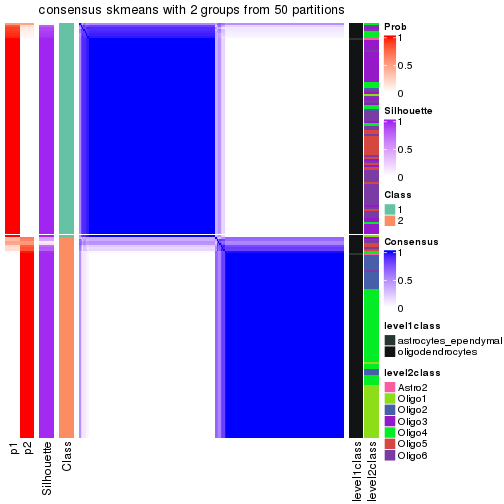 consensus skmeans with 2 groups from 50 partitions
Prob
1
0.5
0
Silhouette
1
0.5
0
Class
1
2
Consensus
1
0.5
0
level1class
astrocytes_ependymal
oligodendrocytes
level2class
Astro2
Oligo1
Oligo2
Oligo3
Oligo4
Oligo5
Oligo6
p1
p2
Silhouette
Class
level1class
level2class